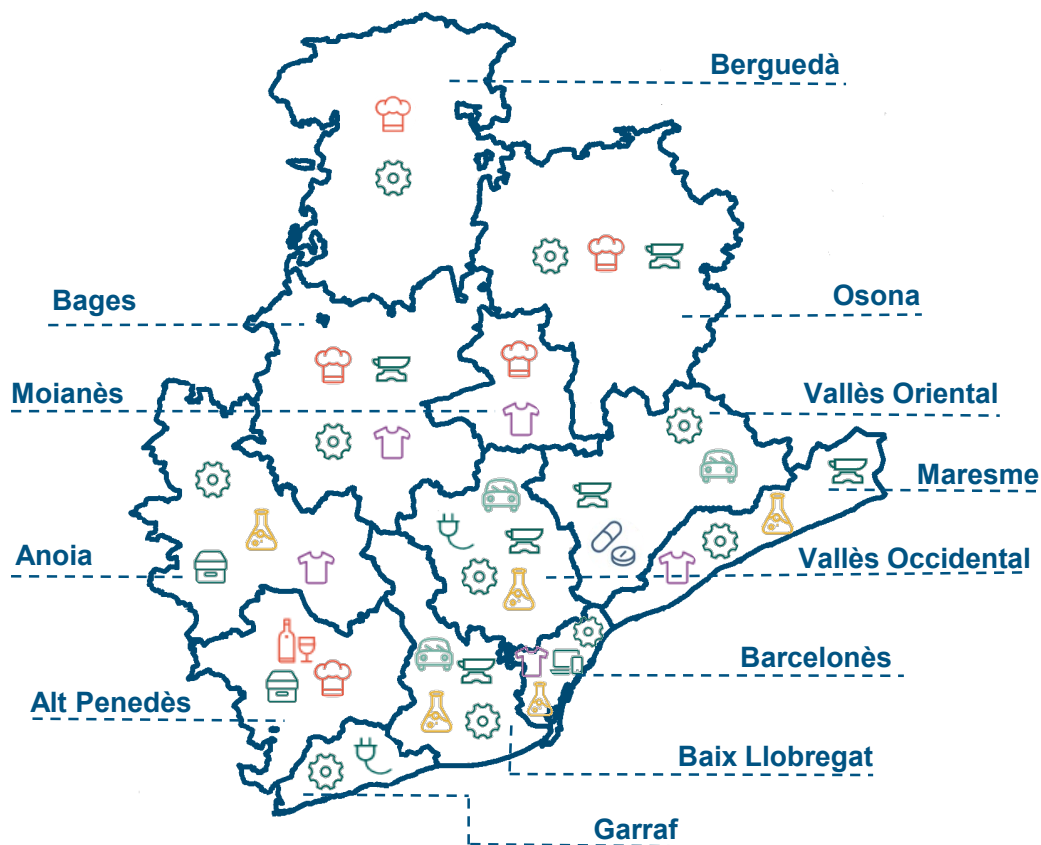 Berguedà
Bages
Osona
Moianès
Vallès Oriental
Maresme
Anoia
Vallès Occidental
Barcelonès
Alt Penedès
Baix Llobregat
Garraf